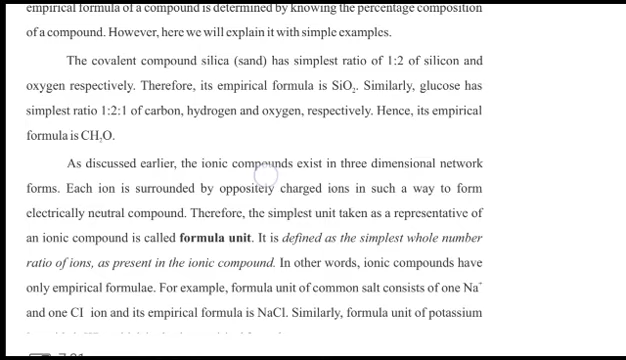 empirical formula of a compound is determined by knowing the percentage composition
of a compound. However, here we will explain it with simple examples.
The covalent compound silica (sand) has simplest ratio of 1:2 of silicon and
oxygen respectively. Therefore, its empirical formula is SiO₂. Similarly, glucose has
simplest ratio 1:2:1 of carbon, hydrogen and oxygen, respectively. Hence, its empirical
formula is CH₂O.
As discussed earlier, the ionic compounds exist in three dimensional network
forms. Each ion is surrounded by oppositely charged ions in such a way to form
electrically neutral compound. Therefore, the simplest unit taken as a representative of
an ionic compound is called formula unit. It is defined as the simplest whole number
ratio of ions, as present in the ionic compound. In other words, ionic compounds have
only empirical formulae. For example, formula unit of common salt consists of one Na⁺
and one Cl ion and its empirical formula is NaCl. Similarly, formula unit of potassium